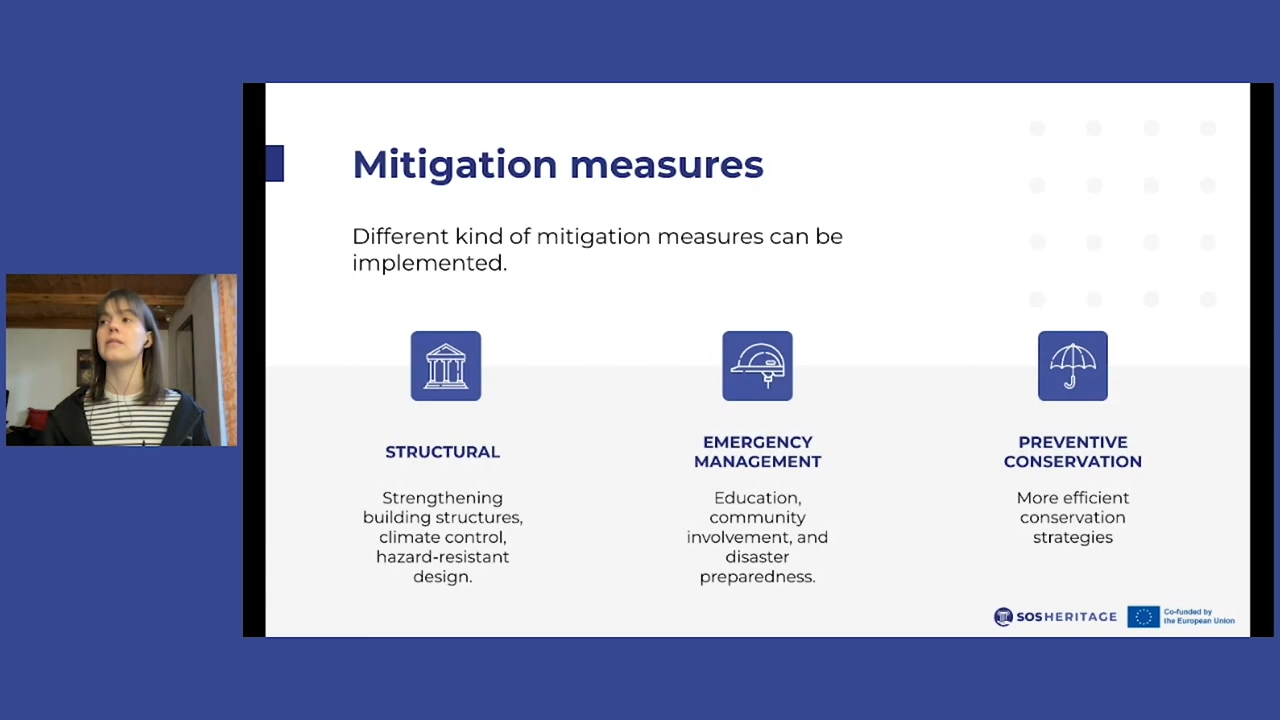 Mitigation measures
Different kind of mitigation measures can be
implemented.
STRUCTURAL
Strengthening
building structures,
climate control,
hazard-resistant
design.
EMERGENCY
MANAGEMENT
Education,
community
involvement, and
disaster
preparedness.
PREVENTIVE
CONSERVATION
More efficient
conservation
strategies
SOSHERITAGE
Co-funded by
the European Union